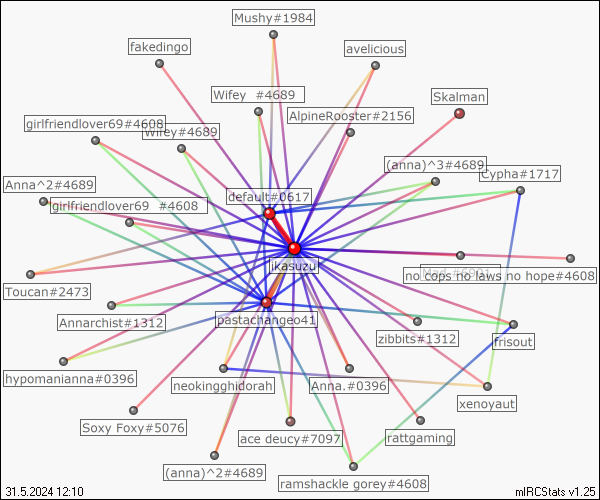 Mushy#1984
fakedingo
avelicious
Wifey  #4689
Skalman
AlpineRooster#2156
girlfriendlover69#4608
Wifey#4689
(anna)^3#4689
Cypha#1717
Anna^2#4689
default#0617
girlfriendlover69  #4608
jkasuzu
no cops no laws no hope#4608
Toucan#2473
Annarchist#1312
pastachangeo41
zibbits#1312
frisout
hypomanianna#0396
neokingghidorah
Anna.#0396
xenoyaut
Soxy Foxy#5076
ace deucy#7097
rattgaming
(anna)^2#4689
ramshackle gorey#4608
31.5.2024 12:10
mIRCStats v1.25